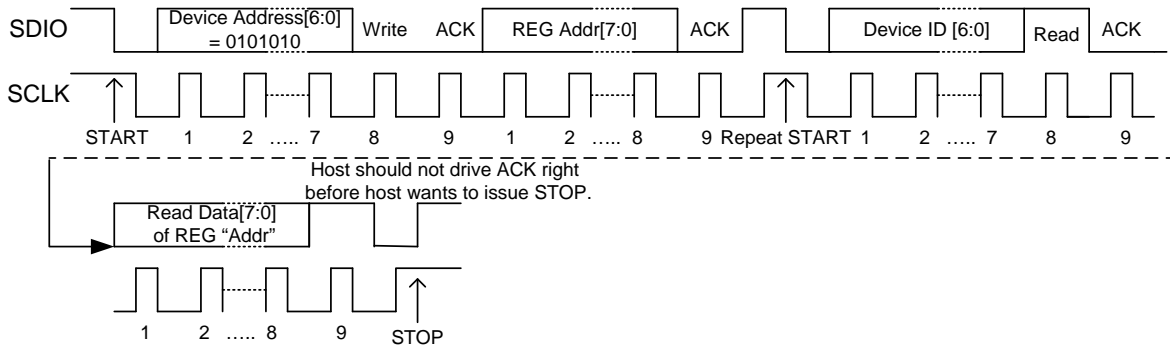 SDIO
Device Address[6:0]
= 0101010
Write ACK REG Addr[7:0] ACK Device ID [6:0] Read ACK
SCLK
START 1 2 ..... 7 8 9 1 2 ..... 8 9 Repeat START 1 2 ..... 7 8 9
Host should not drive ACK right
before host wants to issue STOP.
Read Data[7:0]
of REG “Addr”
1 2 ..... 8 9 STOP